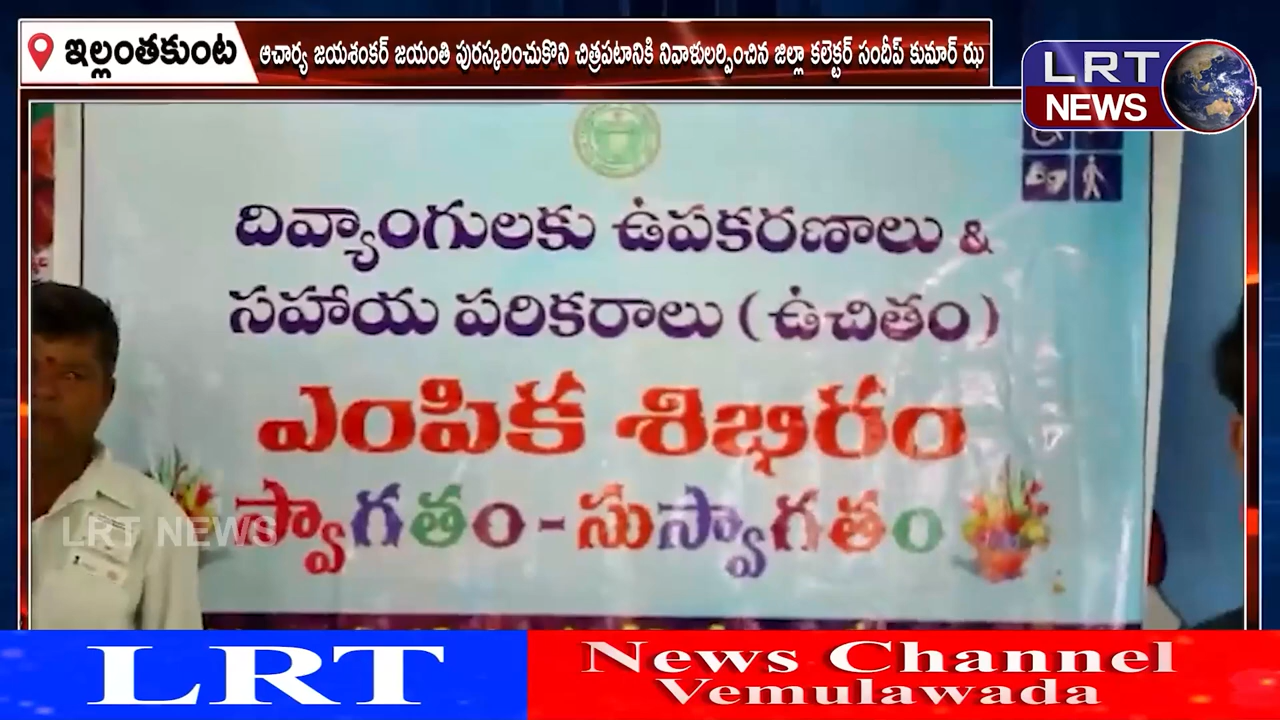 ఇల్లంతకుంట
ఆచార్య జయశంకర్ జయంతి పురస్కరించుకొని చిత్రపటానికి నివాళులర్పించిన జిల్లా కలెక్టర్ సందీప్ కుమార్ ఝ
LRT
NEWS
దివ్యాంగులకు ఉపకరణాలు &
సహాయ పరికరాలు (ఉచితం)
ఎంపిక శిభిరం
స్వాగతం - సుస్వాగతం
LRT NEWS
LRT
News Channel
Vemulawada